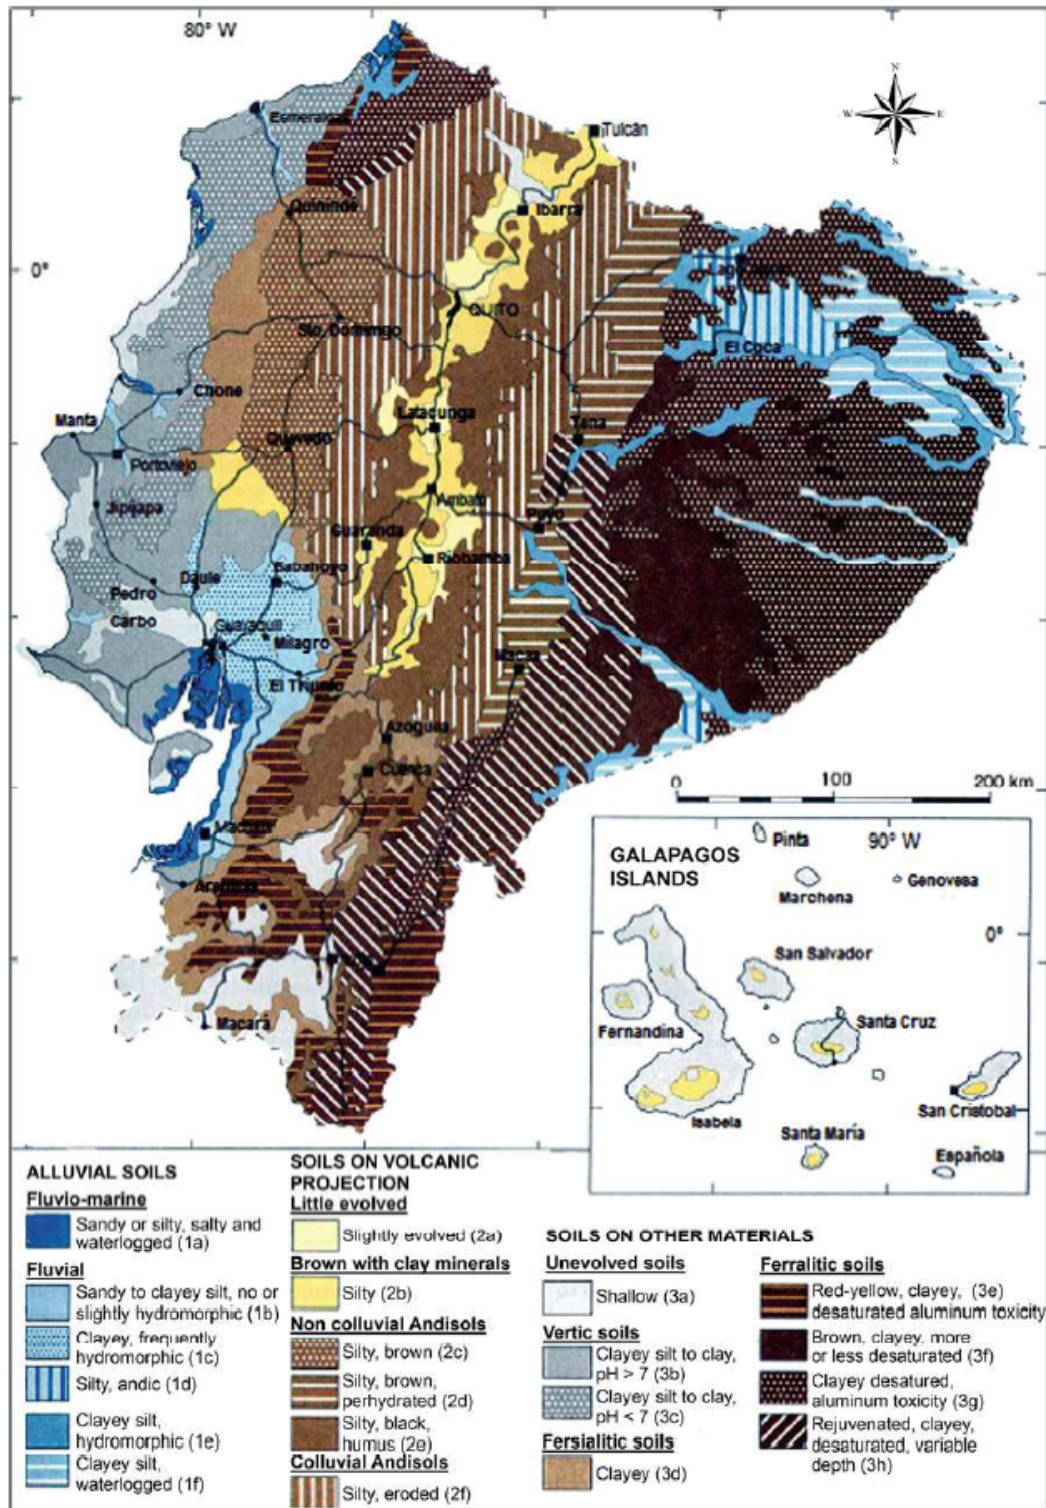 80° W
N
W
E
S
Esmeraldas
Tulcán
Quinindé
Ibarra
0°
Lago Agrio
QUITO
Sto. Domingo
El Coca
Chone
Latacunga
Manta
Tena
Quevedo
Portoviejo
Ambato
Jipijapa
Puyo
Guaranda
Riobamba
Babahoyo
Daule
Pedro
Carbo
Guayaquil
Milagro
Macas
El Triunfo
Azogues
Cuenca
0
100
200 km
Machala
Arenillas
Macará
GALAPAGOS
ISLANDS
Pinta
90° W
Marchena
Genovesa
0°
San Salvador
Fernandina
Santa Cruz
Isabela
San Cristobal
Santa María
Española
ALLUVIAL SOILS
Fluvio-marine
Sandy or silty, salty and
waterlogged (1a)
Fluvial
Sandy to clayey silt, no or
slightly hydromorphic (1b)
Clayey, frequently
hydromorphic (1c)
Silty, andic (1d)
Clayey silt,
hydromorphic (1e)
Clayey silt,
waterlogged (1f)
SOILS ON VOLCANIC
PROJECTION
Little evolved
Slightly evolved (2a)
Brown with clay minerals
Silty (2b)
Non colluvial Andisols
Silty, brown (2c)
Silty, brown,
perhydrated (2d)
Silty, black,
humus (2e)
Colluvial Andisols
Silty, eroded (2f)
SOILS ON OTHER MATERIALS
Unevolved soils
Shallow (3a)
Vertic soils
Clayey silt to clay,
pH > 7 (3b)
Clayey silt to clay,
pH < 7 (3c)
Fersialitic soils
Clayey (3d)
Ferralitic soils
Red-yellow, clayey, (3e)
desaturated aluminum toxicity
Brown, clayey, more
or less desaturated (3f)
Clayey desatured,
aluminum toxicity (3g)
Rejuvenated, clayey,
desaturated, variable
depth (3h)